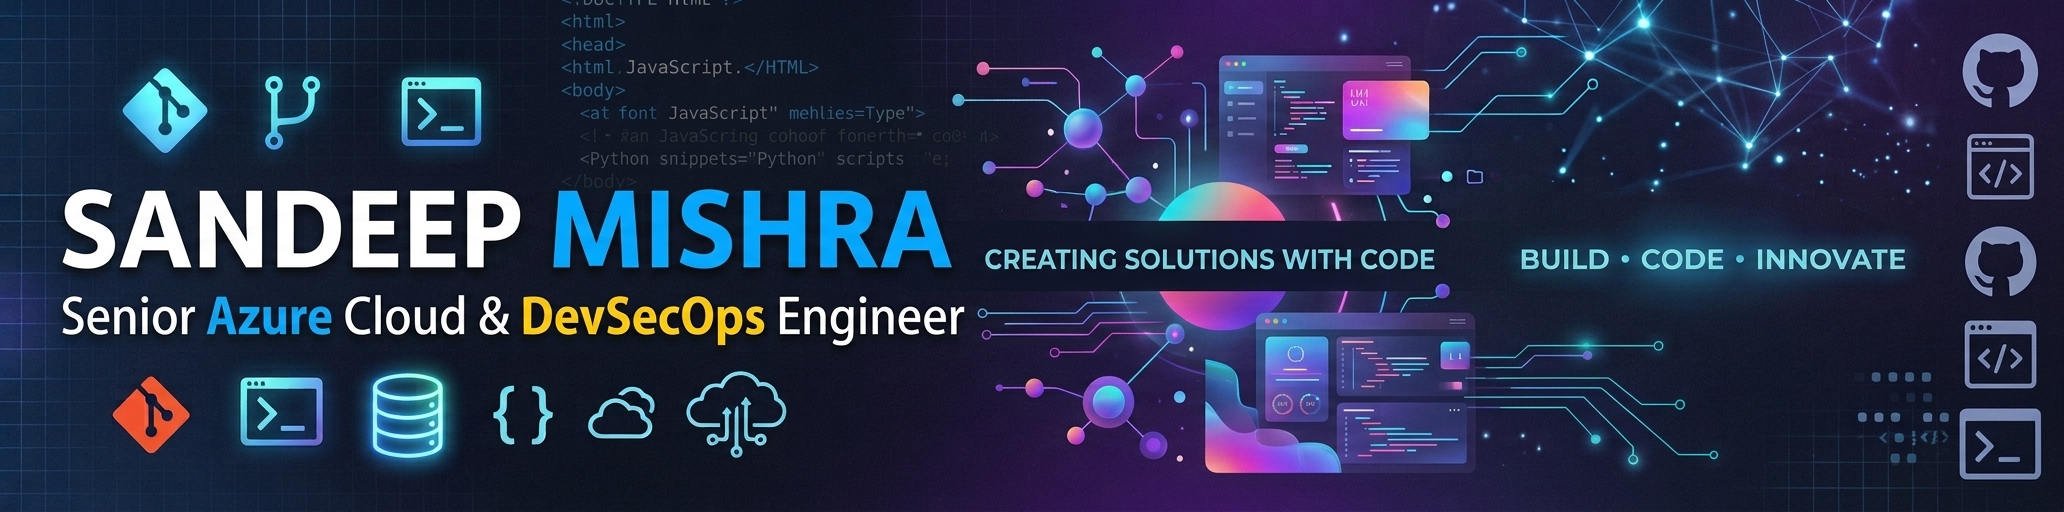 <html>
<head>
<html.JavaScript.</HTML>
<body>
<at font JavaScript" mehlies=Type">
<Python snippets="Python" scripts "e;
</body>
SANDEEP MISHRA
Senior Azure Cloud & DevSecOps Engineer
CREATING SOLUTIONS WITH CODE
BUILD • CODE • INNOVATE